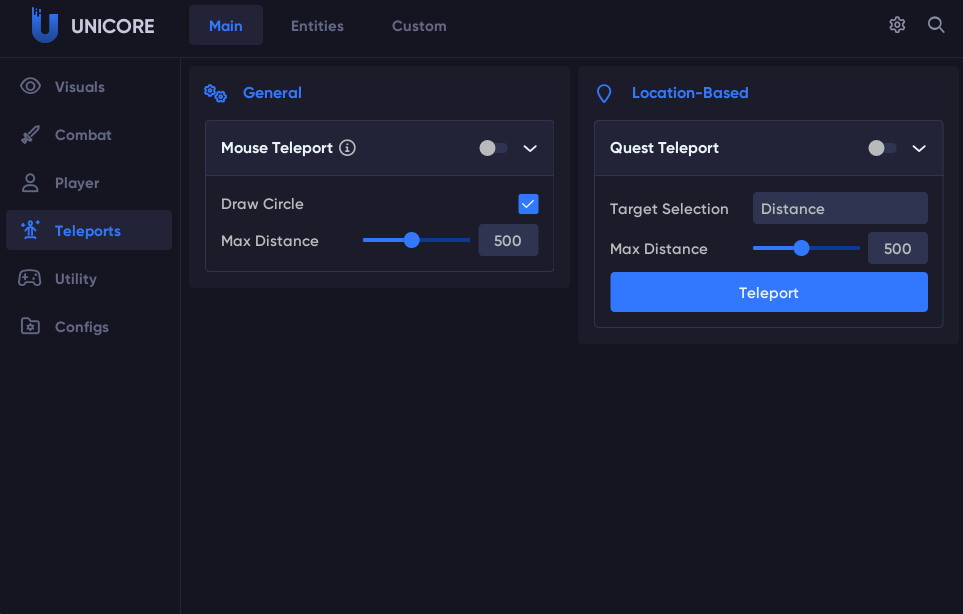 UNICORE
Main
Entities
Custom
Visuals
Combat
Player
Teleports
Utility
Configs
General
Mouse Teleport
Draw Circle
Max Distance
500
Location-Based
Quest Teleport
Target Selection
Distance
Max Distance
500
Teleport